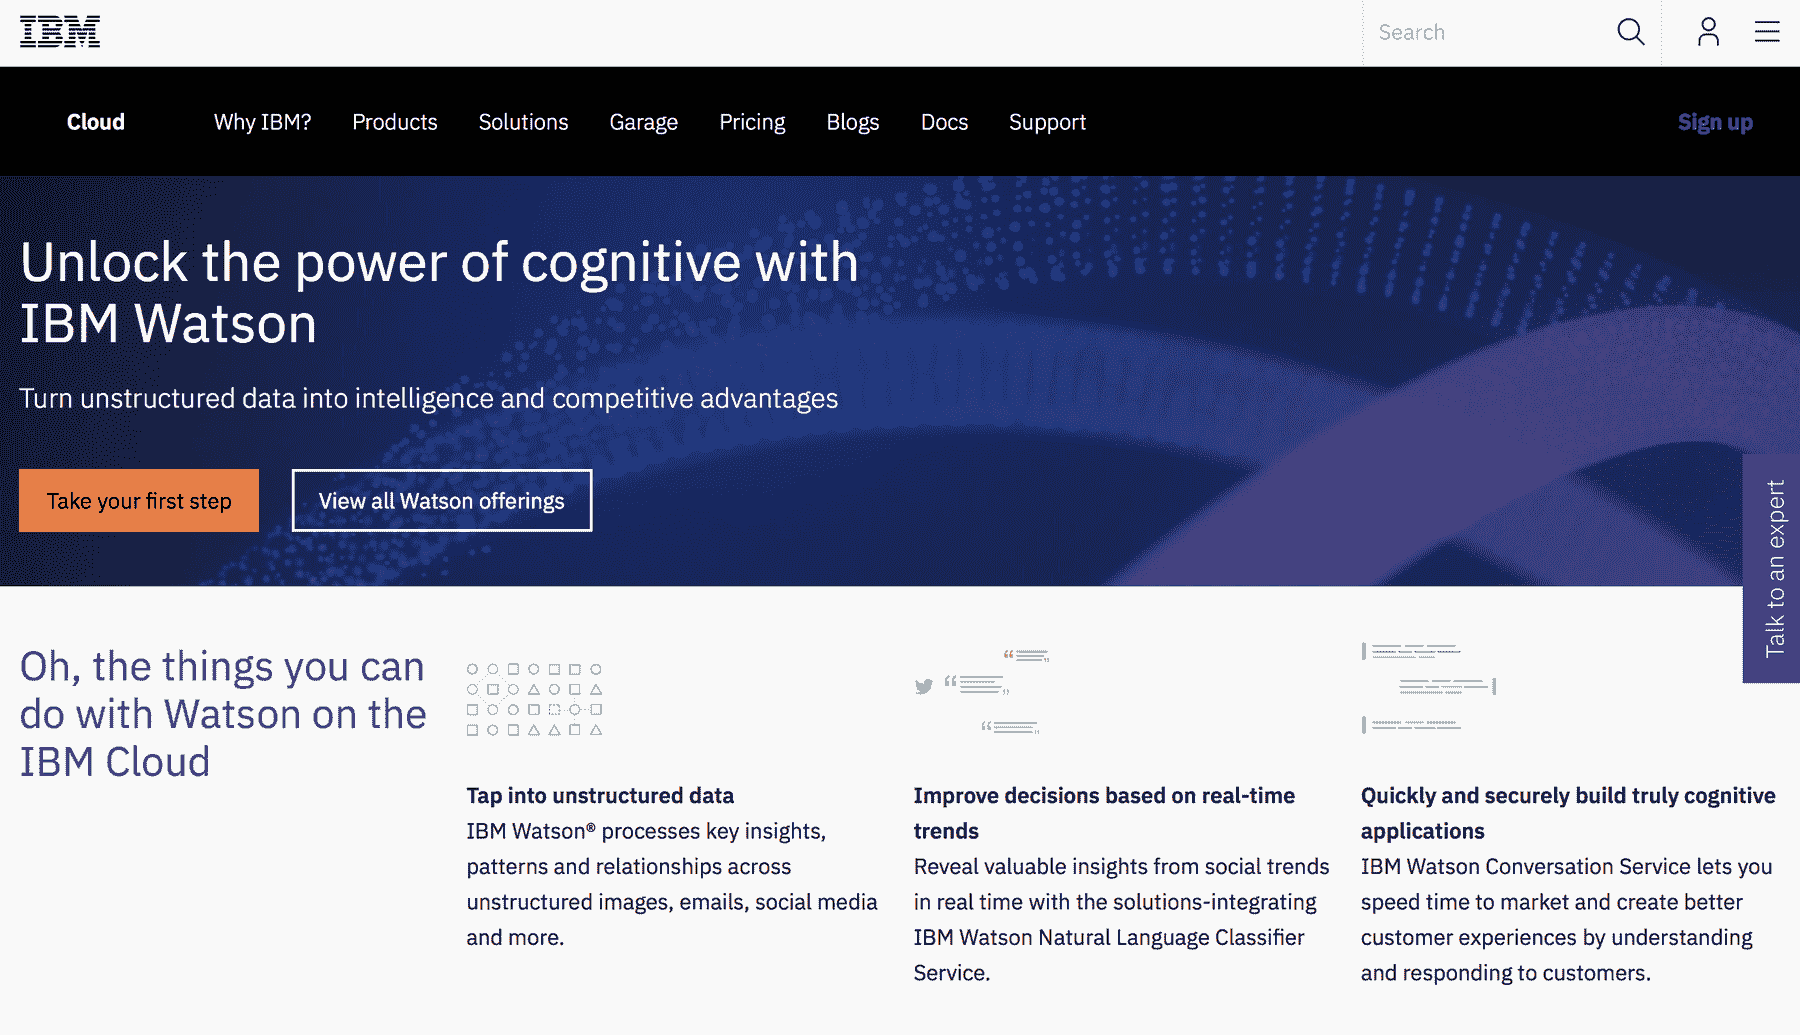 IBM
Search
Cloud
Why IBM?
Products
Solutions
Garage
Pricing
Blogs
Docs
Support
Sign up
Unlock the power of cognitive with
IBM Watson
Turn unstructured data into intelligence and competitive advantages
Take your first step
View all Watson offerings
Talk to an expert
Oh, the things you can
do with Watson on the
IBM Cloud
Tap into unstructured data
IBM Watson® processes key insights,
patterns and relationships across
unstructured images, emails, social media
and more.
Improve decisions based on real-time
trends
Reveal valuable insights from social trends
in real time with the solutions-integrating
IBM Watson Natural Language Classifier
Service.
Quickly and securely build truly cognitive
applications
IBM Watson Conversation Service lets you
speed time to market and create better
customer experiences by understanding
and responding to customers.